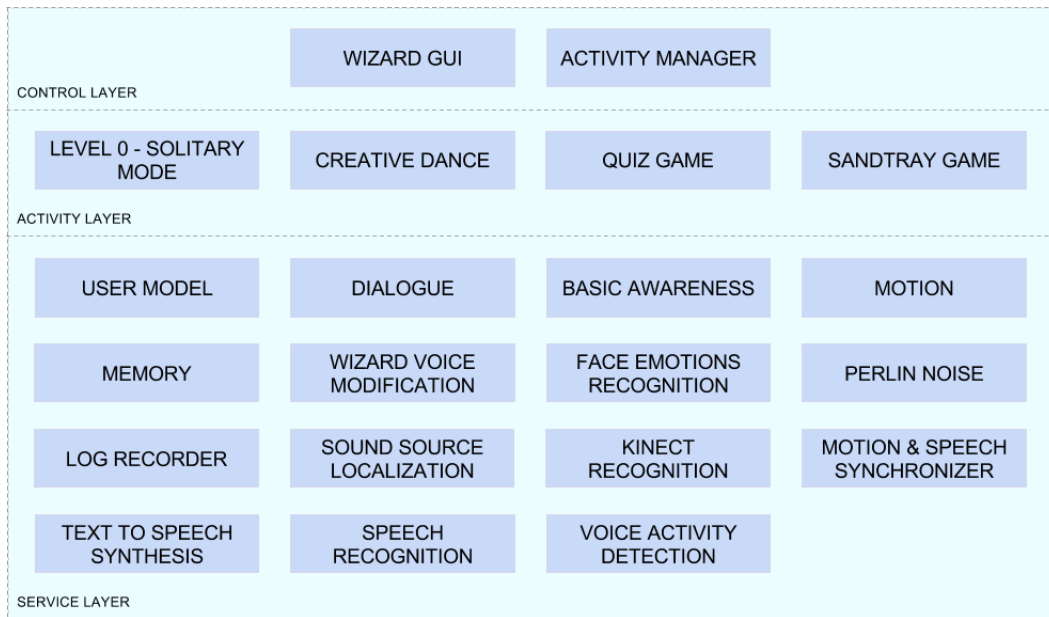 WIZARD GUI
ACTIVITY MANAGER
CONTROL LAYER
LEVEL 0 - SOLITARY
MODE
CREATIVE DANCE
QUIZ GAME
SANDTRAY GAME
ACTIVITY LAYER
USER MODEL
DIALOGUE
BASIC AWARENESS
MOTION
MEMORY
WIZARD VOICE
MODIFICATION
FACE EMOTIONS
RECOGNITION
PERLIN NOISE
LOG RECORDER
SOUND SOURCE
LOCALIZATION
KINECT
RECOGNITION
MOTION & SPEECH
SYNCHRONIZER
TEXT TO SPEECH
SYNTHESIS
SPEECH
RECOGNITION
VOICE ACTIVITY
DETECTION
SERVICE LAYER